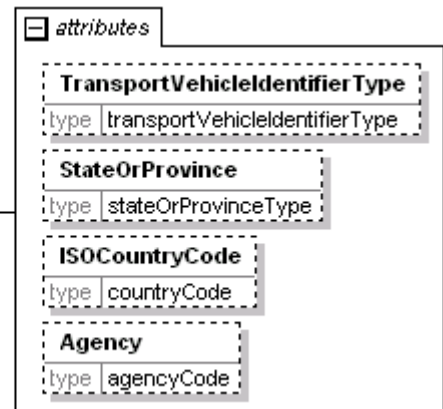 attributes
TransportVehicleIdentifierType
type transportVehicleIdentifierType
StateOrProvince
type stateOrProvinceType
ISOCountryCode
type countryCode
Agency
type agencyCode